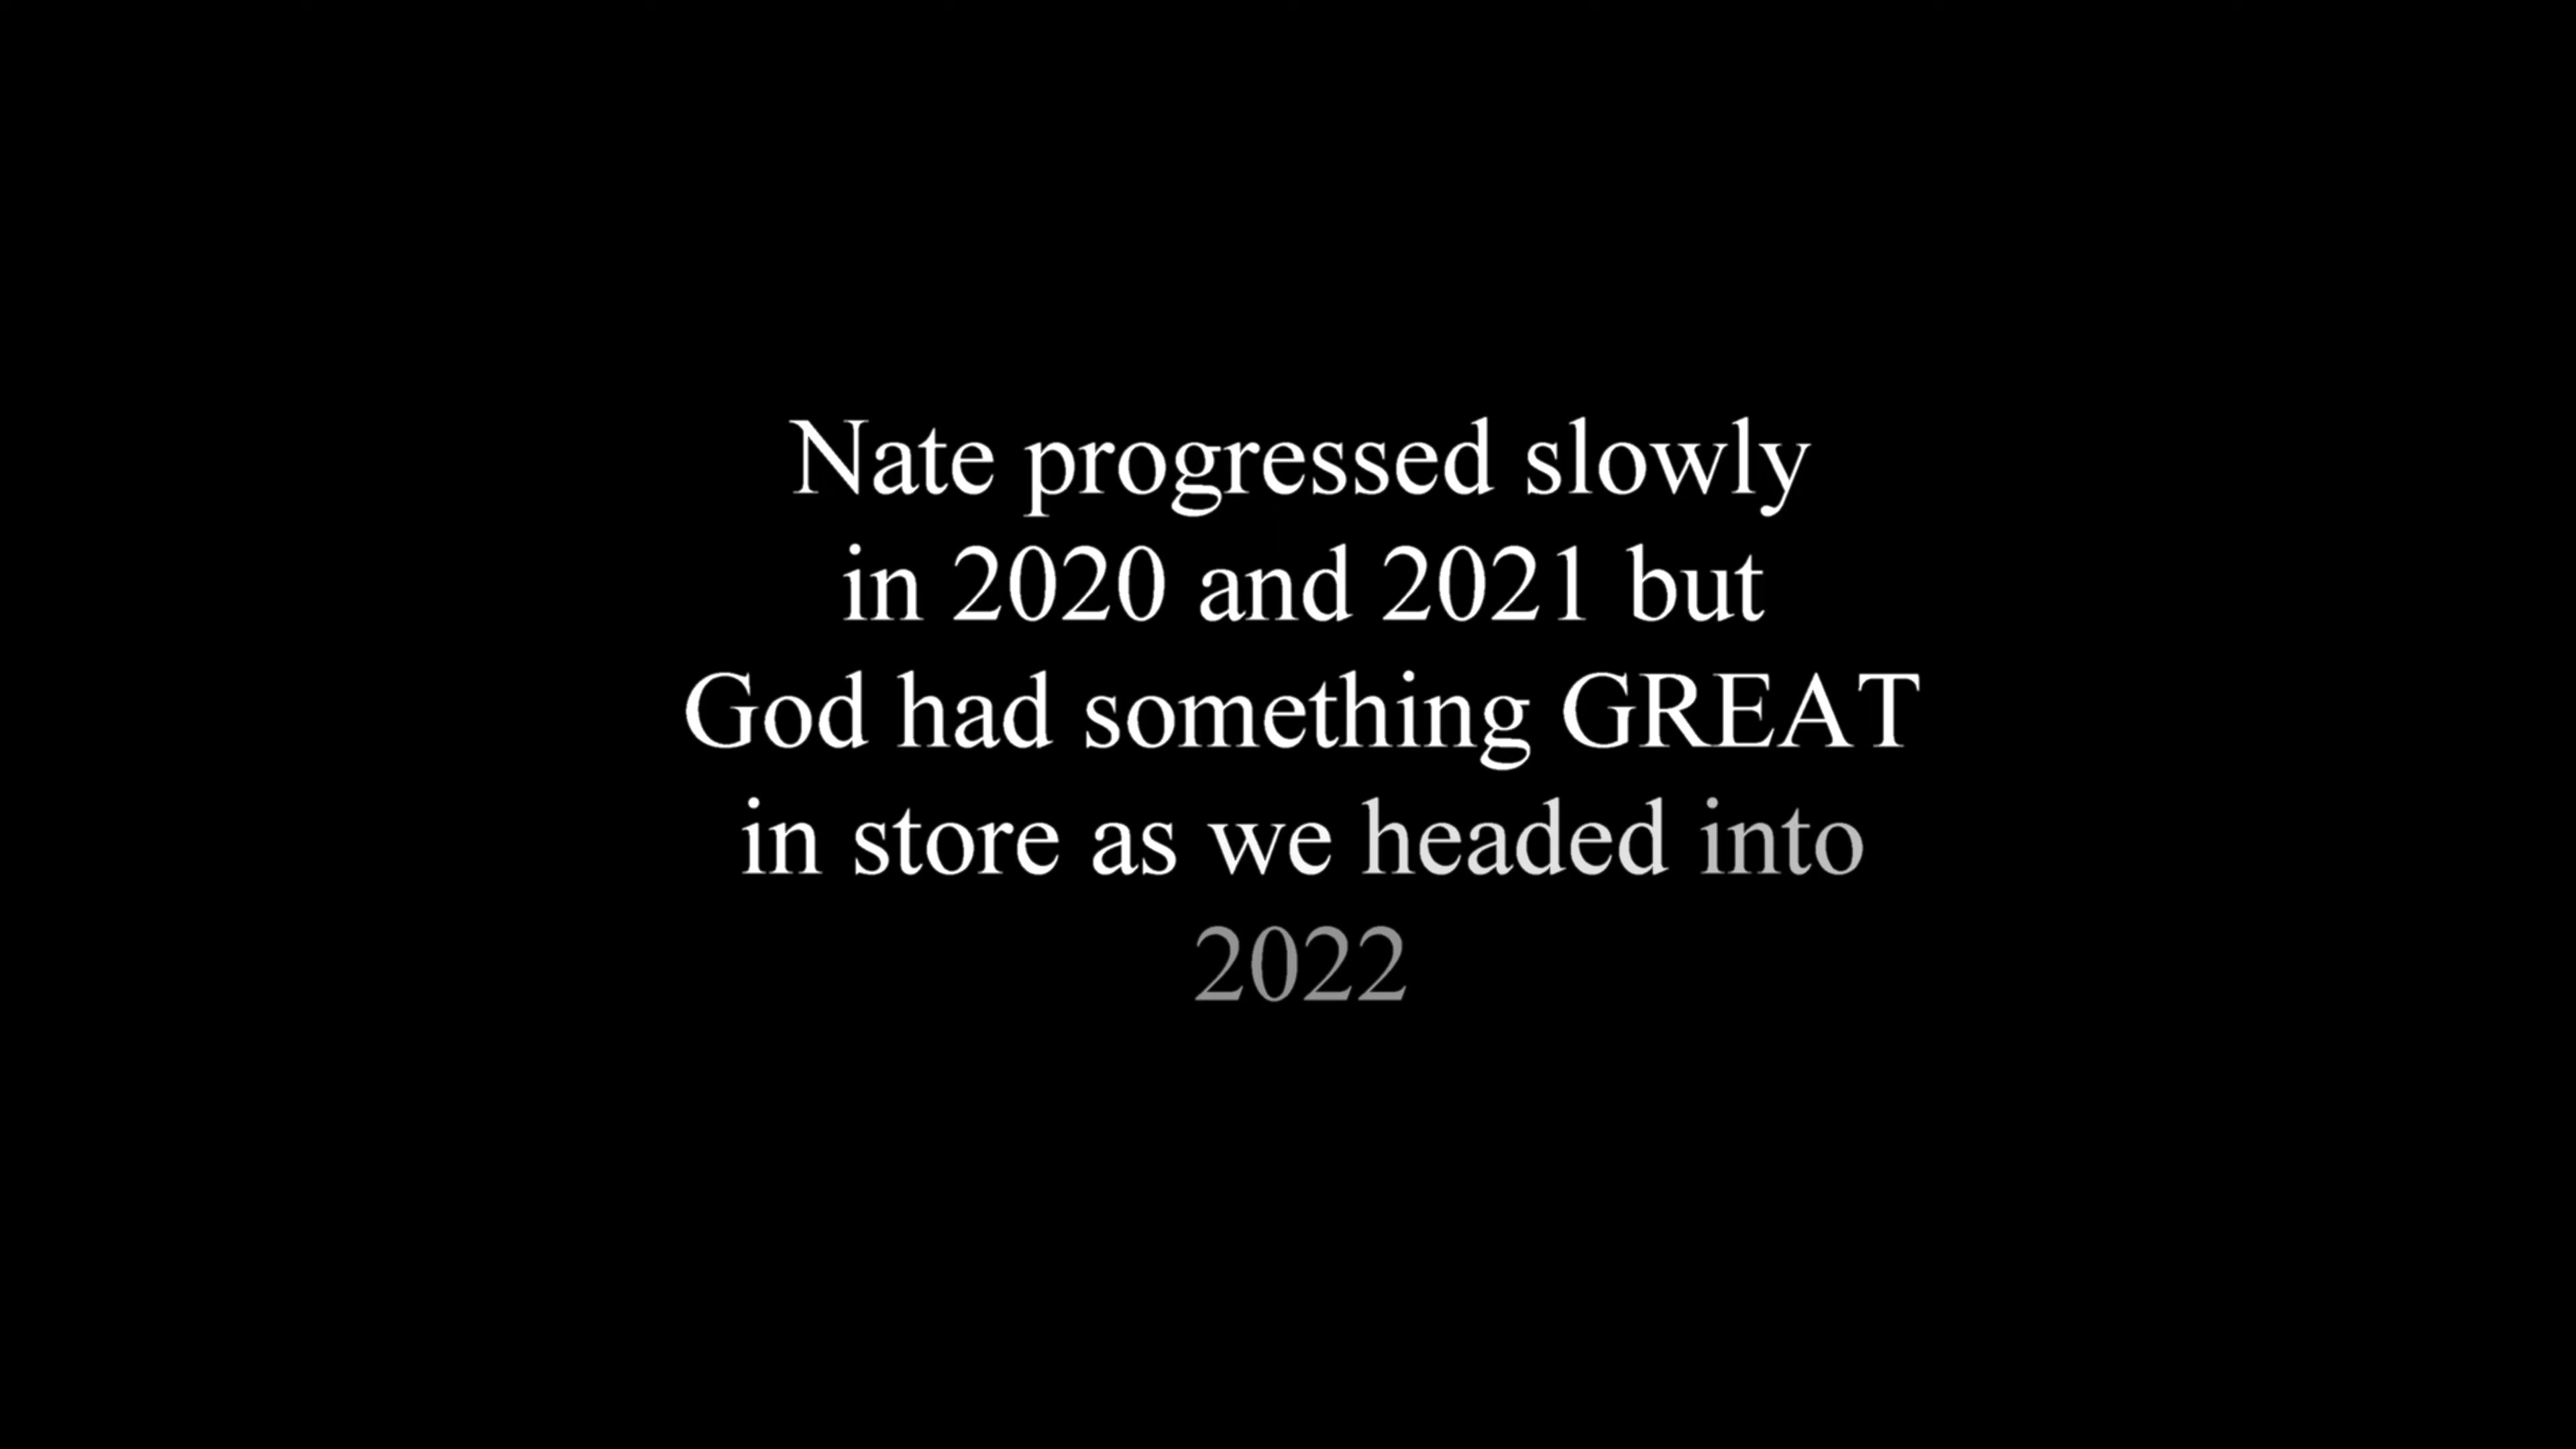 Nate progressed slowly
in 2020 and 2021 but
God had something GREAT
in store as we headed into
2022